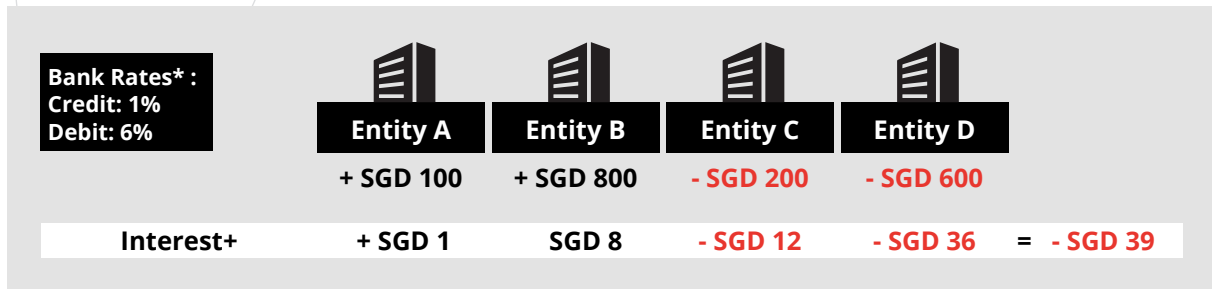 Bank Rates* :
Credit: 1%
Debit: 6%
Entity A Entity B Entity C Entity D
+ SGD 100 + SGD 800 - SGD 200 - SGD 600
Interest+ + SGD 1 SGD 8 - SGD 12 - SGD 36 = - SGD 39